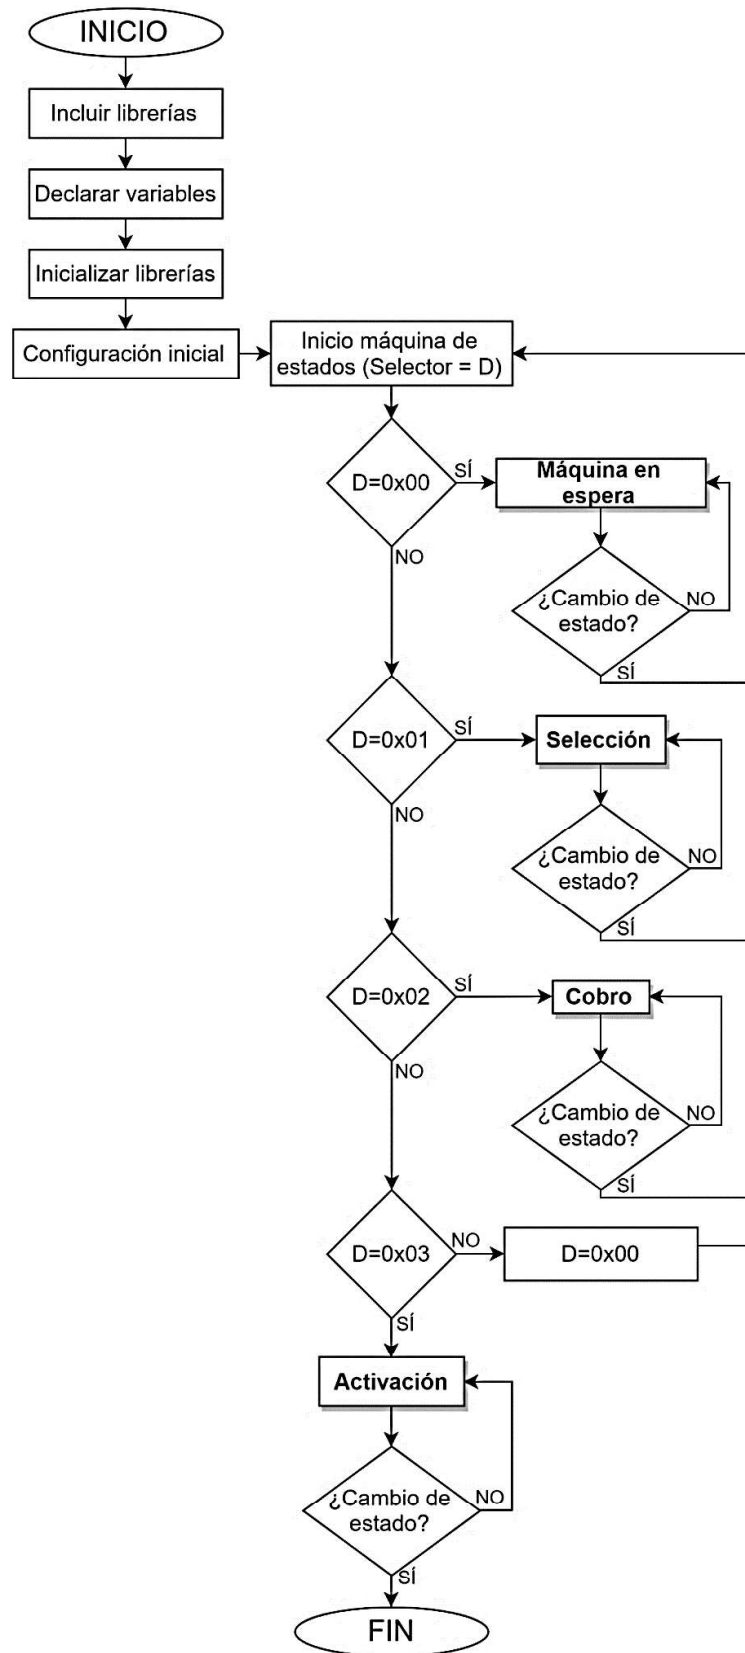 INICIO
Incluir librerías
Declarar variables
Inicializar librerías
Configuración inicial
Inicio máquina de
estados (Selector = D)
D=0x00
SÍ
NO
Máquina en
espera
¿Cambio de
estado?
NO
SÍ
D=0x01
SÍ
NO
Selección
¿Cambio de
estado?
NO
SÍ
D=0x02
SÍ
NO
Cobro
¿Cambio de
estado?
NO
SÍ
D=0x03
NO
SÍ
D=0x00
Activación
¿Cambio de
estado?
NO
SÍ
FIN